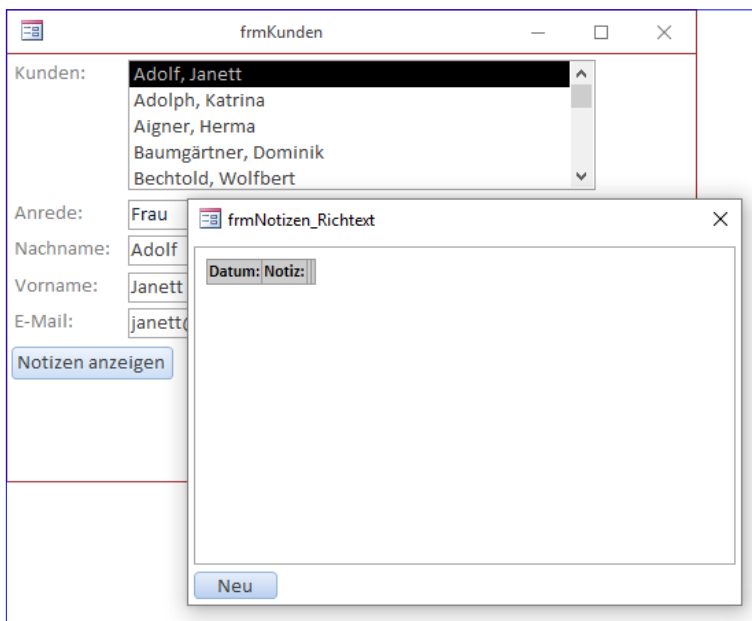 frmKunden
Kunden:
Adolf, Janett
Adolph, Katrina
Aigner, Herma
Baumgärtner, Dominik
Bechtold, Wolfbert
Anrede: Frau
Nachname: Adolf
Vorname: Janett
E-Mail: janett@
Notizen anzeigen
frmNotizen_Richtext
Datum: Notiz:
Neu